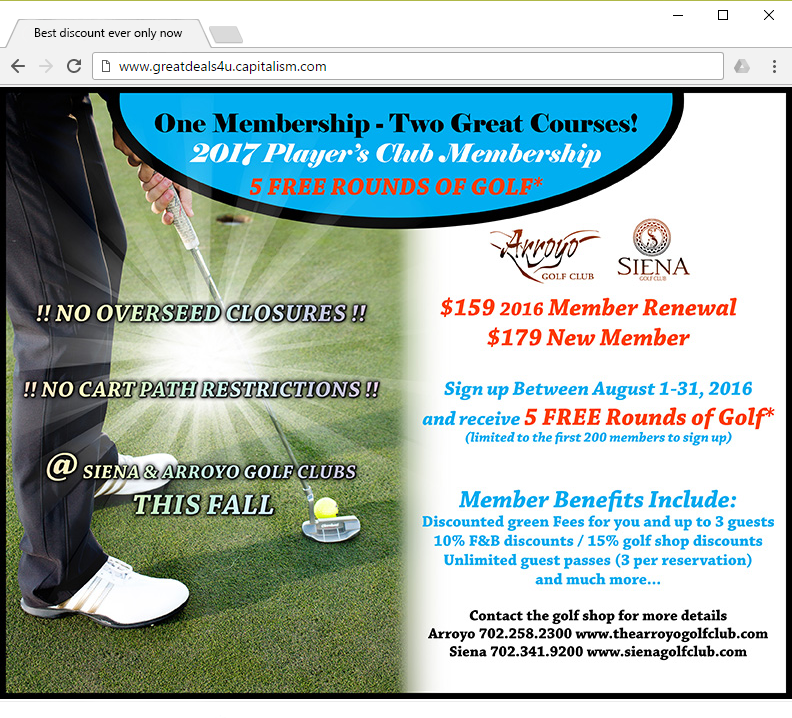 Best discount ever only now
www.greatdeals4u.capitalism.com
One Membership - Two Great Courses!
2017 Player's Club Membership
5 FREE ROUNDS OF GOLF*
Arroyo
GOLF CLUB
SIENA
GOLF CLUB
!! NO OVERSEED CLOSURES !!
!! NO CART PATH RESTRICTIONS !!
@ SIENA & ARROYO GOLF CLUBS
THIS FALL
$159 2016 Member Renewal
$179 New Member
Sign up Between August 1-31, 2016
and receive 5 FREE Rounds of Golf*
(limited to the first 200 members to sign up)
Member Benefits Include:
Discounted green Fees for you and up to 3 guests
10% F&B discounts / 15% golf shop discounts
Unlimited guest passes (3 per reservation)
and much more...
Contact the golf shop for more details
Arroyo 702.258.2300 www.thearroyogolfclub.com
Siena 702.341.9200 www.sienagolfclub.com